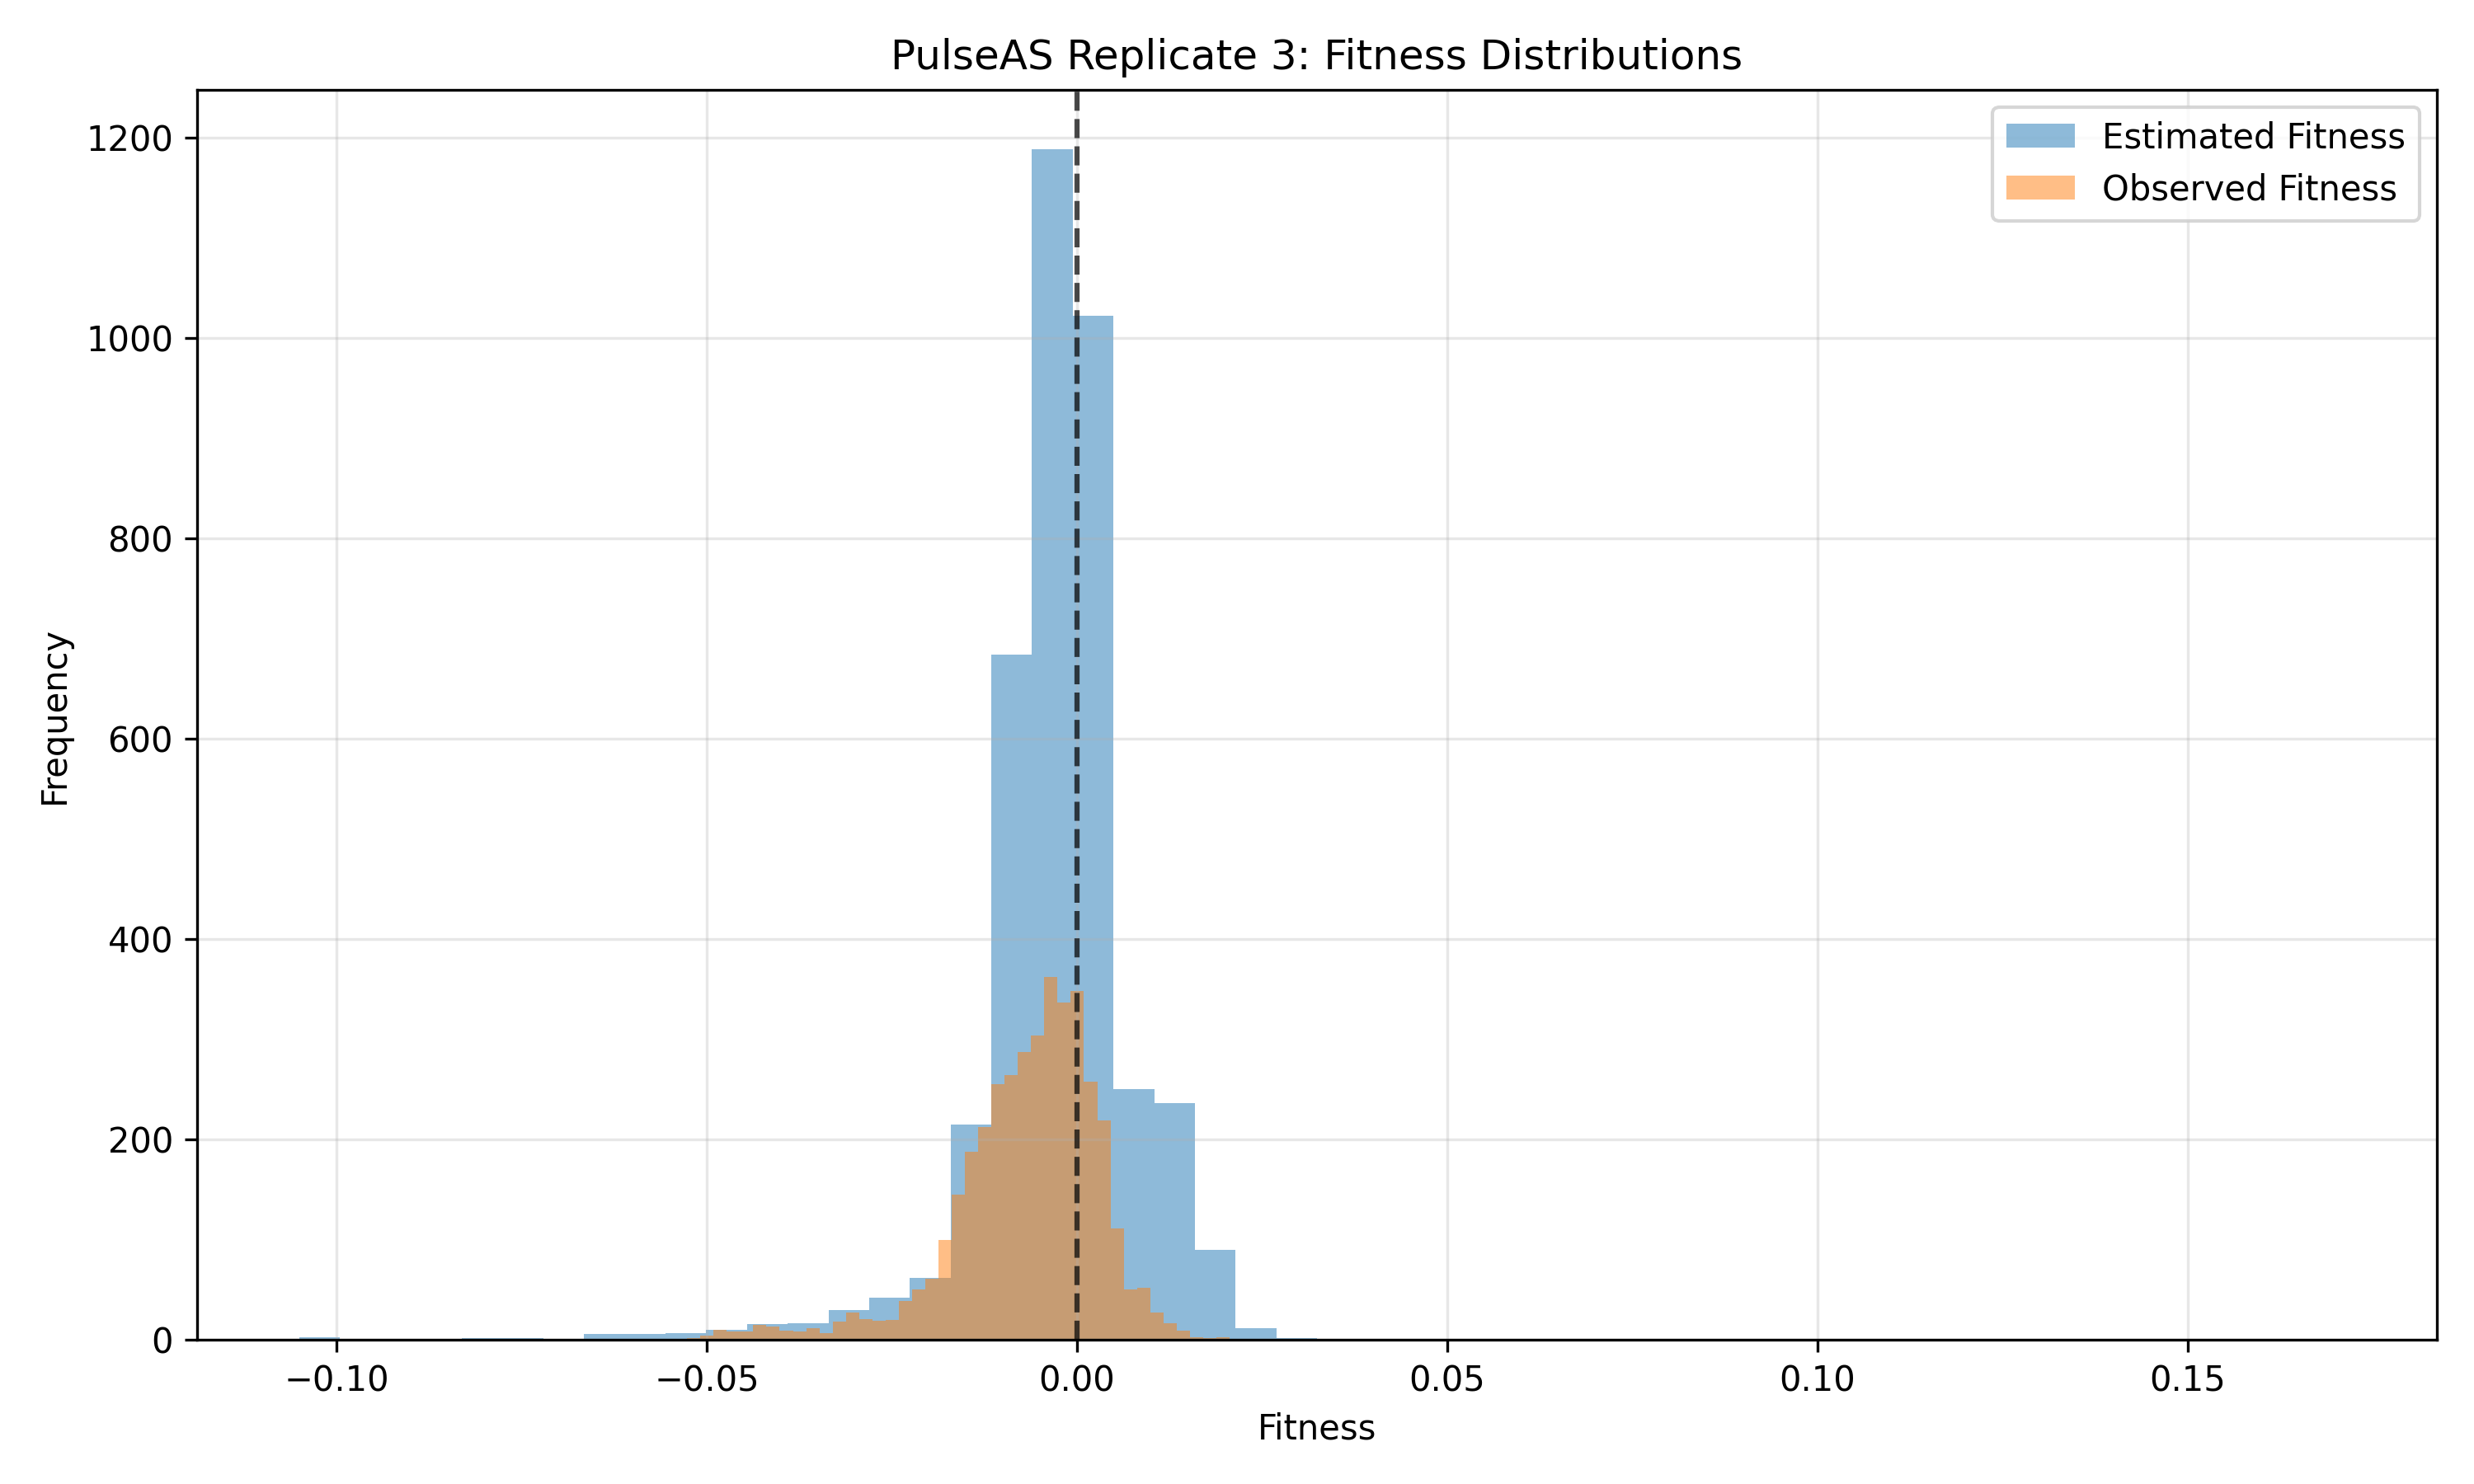 PulseAS Replicate 3: Fitness Distributions
Estimated Fitness
Observed Fitness
Frequency
1200
1000
800
600
400
200
0
−0.10
−0.05
0.00
0.05
0.10
0.15
Fitness